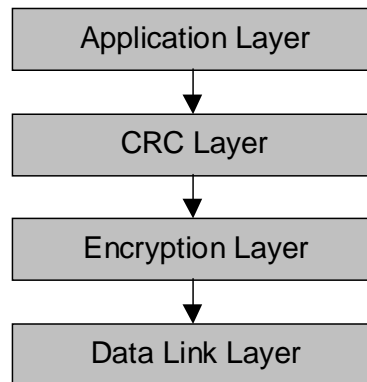 Application Layer
CRC Layer
Encryption Layer
Data Link Layer